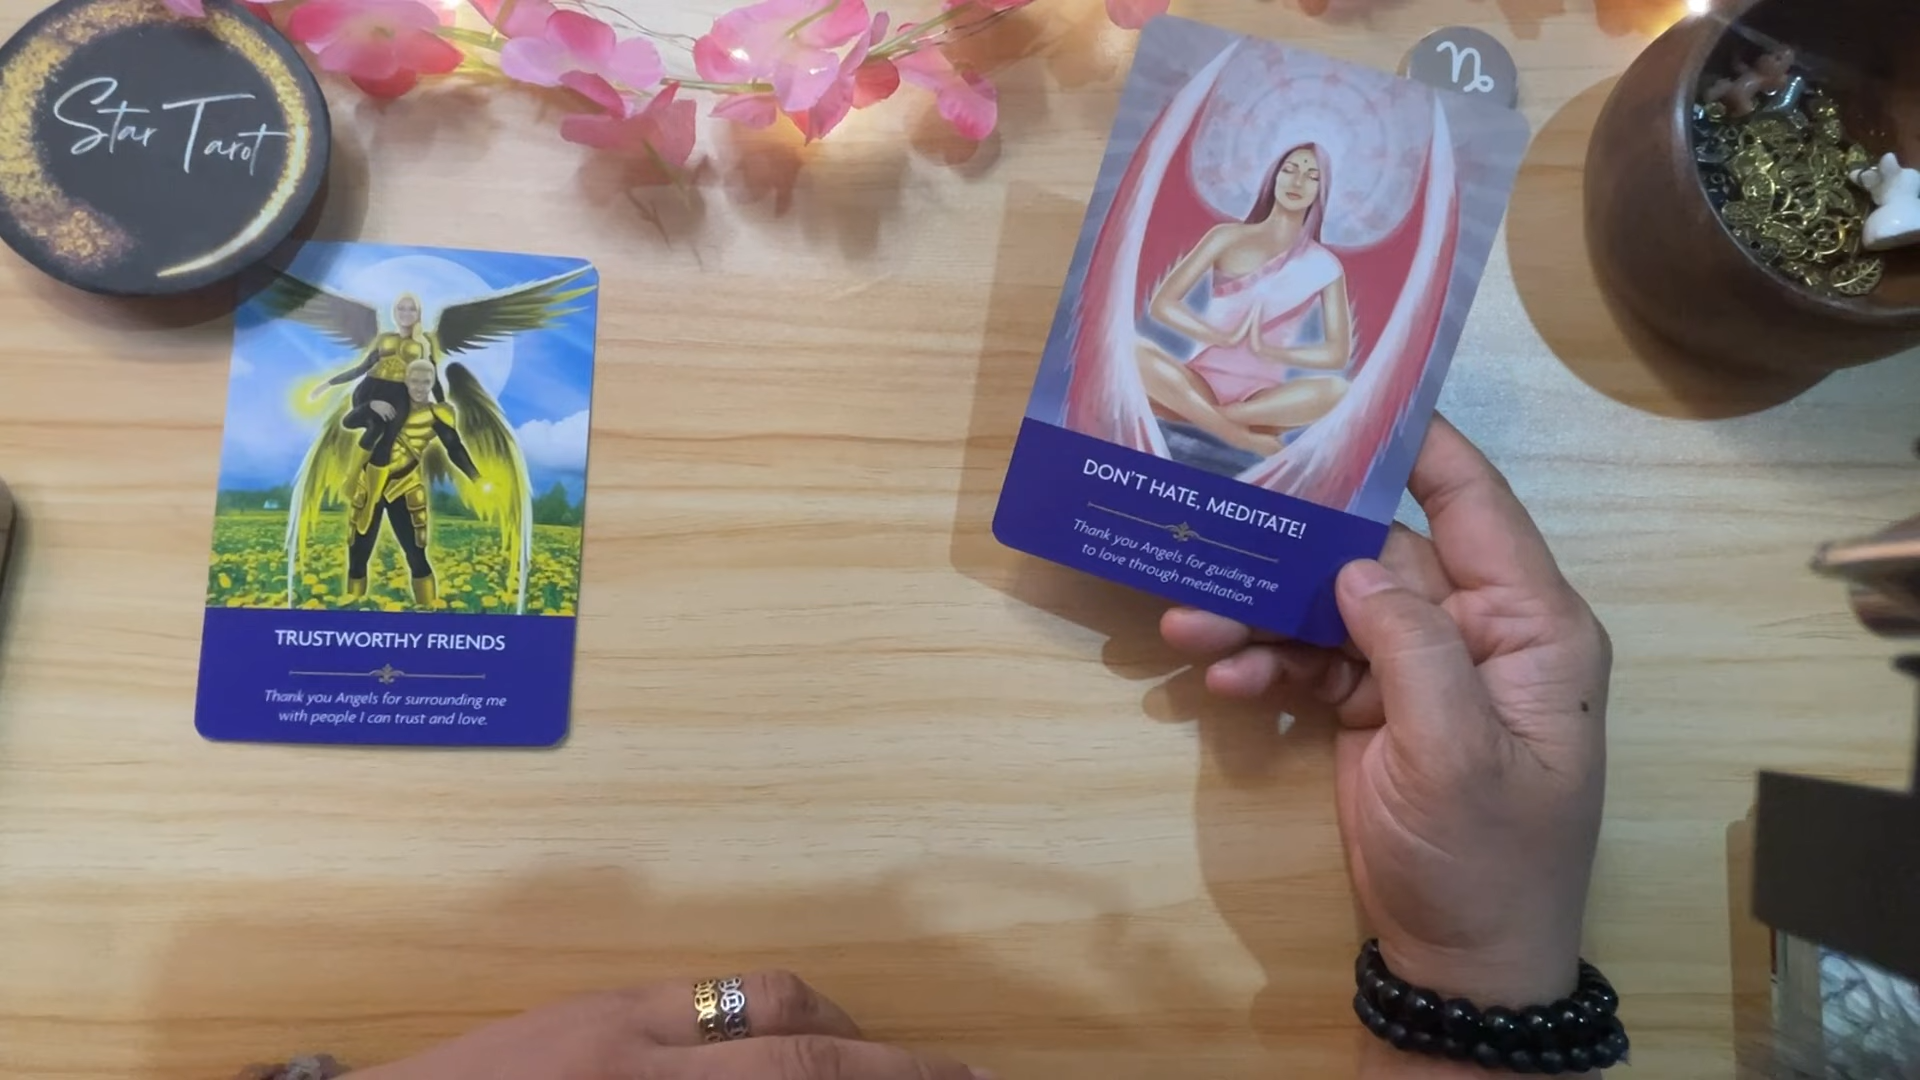 Star Tarot
TRUSTWORTHY FRIENDS
Thank you Angels for surrounding me
with people I can trust and love.
DON'T HATE, MEDITATE!
Thank you Angels for guiding me
to love through meditation.